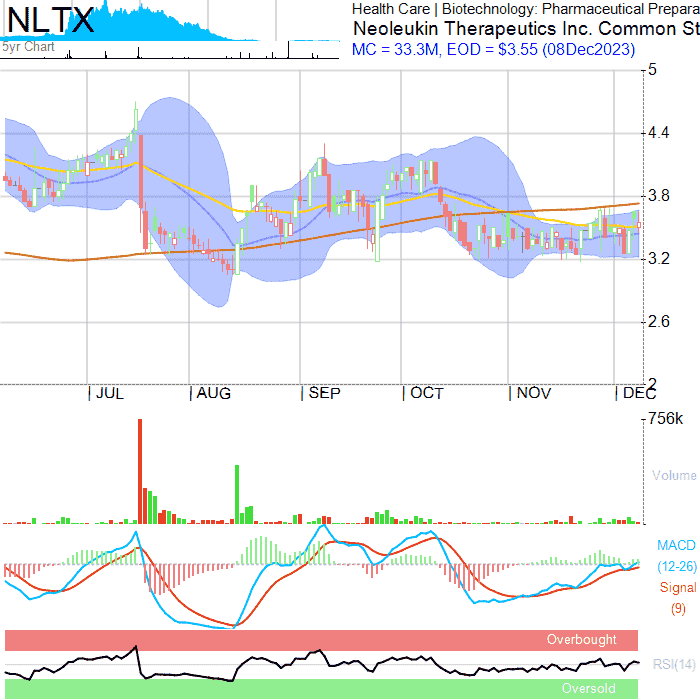 NLTX
5yr Chart
Health Care | Biotechnology: Pharmaceutical Prepara
Neoleukin Therapeutics Inc. Common St
MC = 33.3M, EOD = $3.55 (08Dec2023)
5
4.4
3.8
3.2
2.6
2
JUL AUG SEP OCT NOV DEC
756k
Volume
MACD
(12-26)
Signal
(9)
Overbought
RSI(14)
Oversold